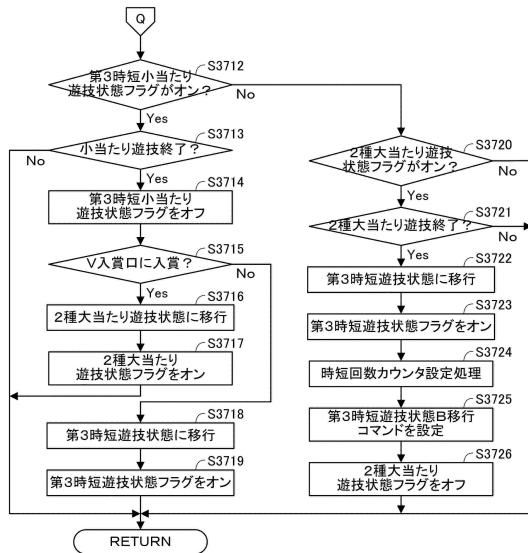 Q
S3712
第3時短小当たり
遊技状態フラグがオン？
No
Yes
S3713
小当たり遊技終了？
No
Yes
S3714
第3時短小当たり
遊技状態フラグをオフ
S3715
V入賞口に入賞？
No
Yes
S3716
2種大当たり遊技状態に移行
S3717
2種大当たり
遊技状態フラグをオン
S3718
第3時短遊技状態に移行
S3719
第3時短遊技状態フラグをオン
RETURN
S3720
2種大当たり遊技
状態フラグがオン？
No
Yes
S3721
2種大当たり遊技終了？
No
Yes
S3722
第3時短遊技状態に移行
S3723
第3時短遊技状態フラグをオン
S3724
時短回数カウンタ設定処理
S3725
第3時短遊技状態B移行
コマンドを設定
S3726
2種大当たり
遊技状態フラグをオフ